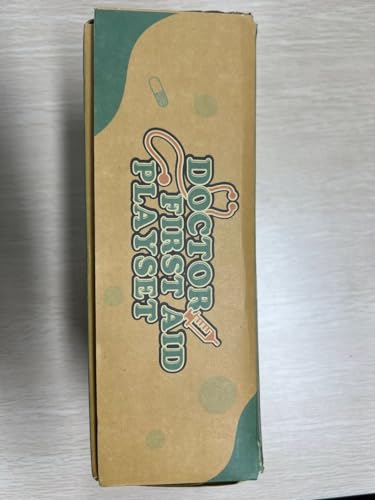 DOCTOR
FIRST AID
PLAYSET